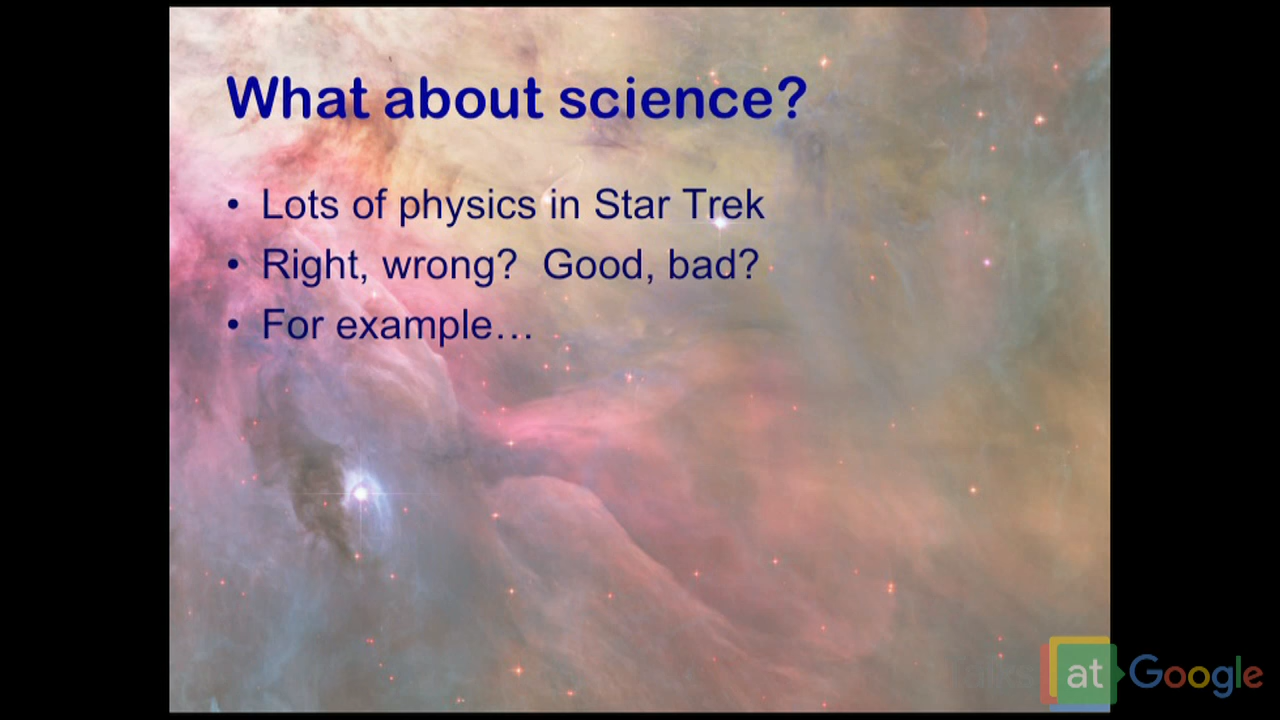 What about science?
• Lots of physics in Star Trek
• Right, wrong?  Good, bad?
• For example…
at Google